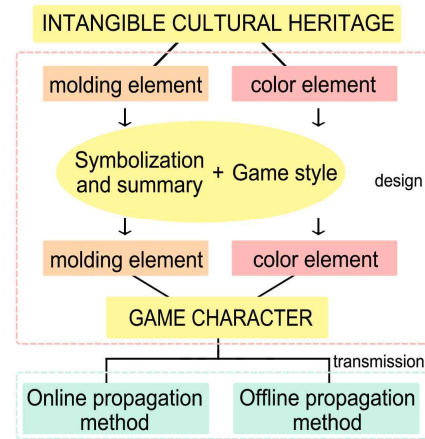 INTANGIBLE CULTURAL HERITAGE
molding element
color element
Symbolization
and summary
+ Game style
design
molding element
color element
GAME CHARACTER
transmission
Online propagation
method
Offline propagation
method